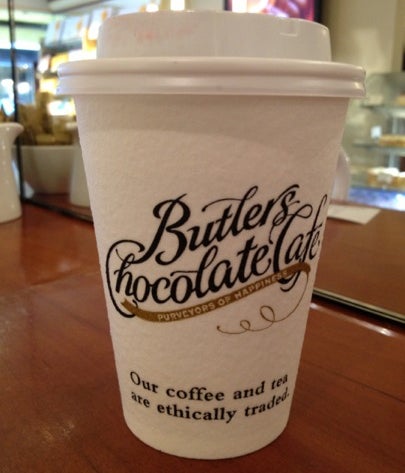 Butlers
Chocolate Café
PURVEYORS OF HAPPINESS
Our coffee and tea
are ethically traded.